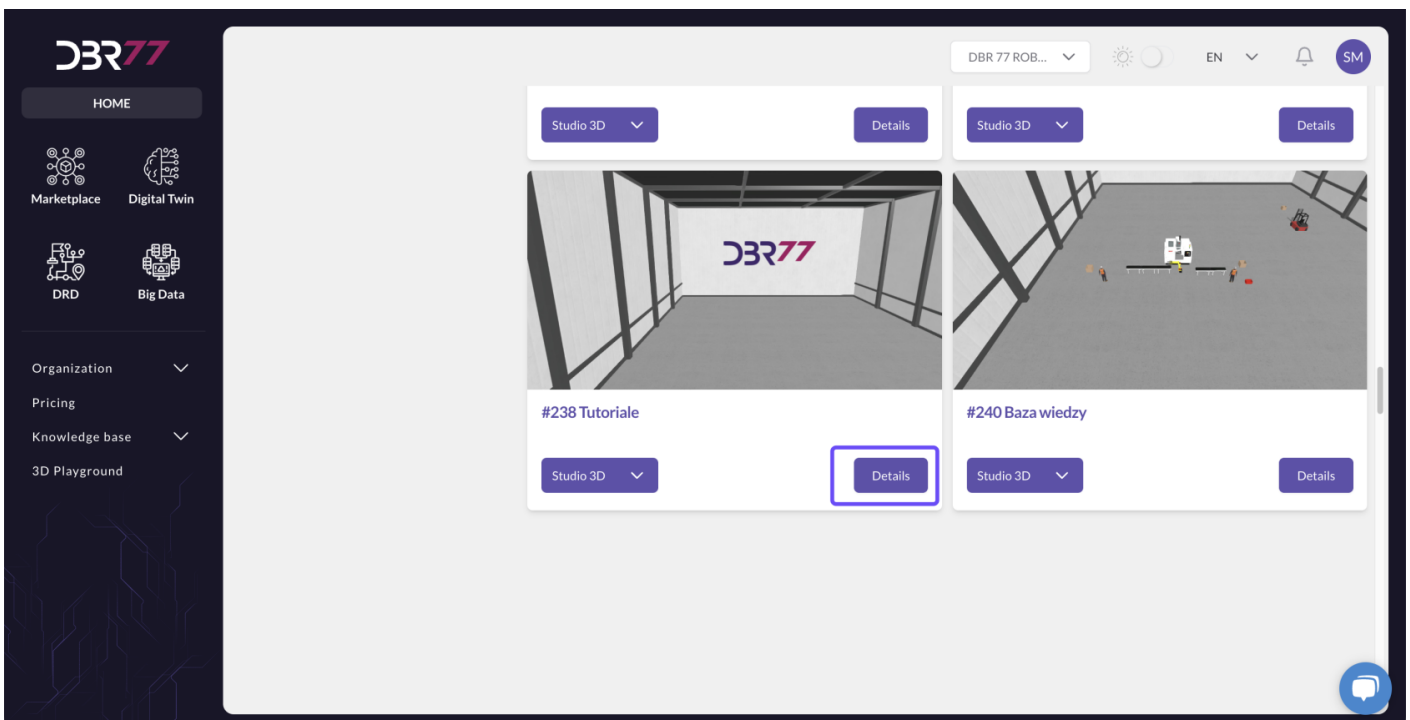 DBR77
DBR 77 ROB...
EN
SM
HOME
Marketplace
Digital Twin
DRD
Big Data
Organization
Pricing
Knowledge base
3D Playground
Studio 3D
Details
Studio 3D
Details
DBR77
#238 Tutoriale
Studio 3D
Details
#240 Baza wiedzy
Studio 3D
Details